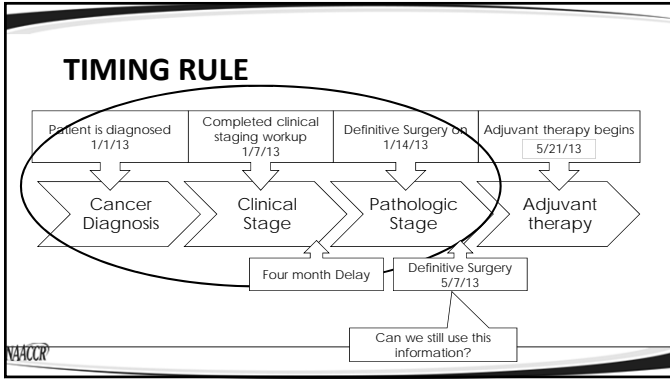 TIMING RULE
Patient is diagnosed
1/1/13
Completed clinical
staging workup
1/7/13
Definitive Surgery on
1/14/13
Adjuvant therapy begins
5/21/13
Cancer
Diagnosis
Clinical
Stage
Pathologic
Stage
Adjuvant
therapy
Four month Delay
Definitive Surgery
5/7/13
Can we still use this
information?
NAACCR